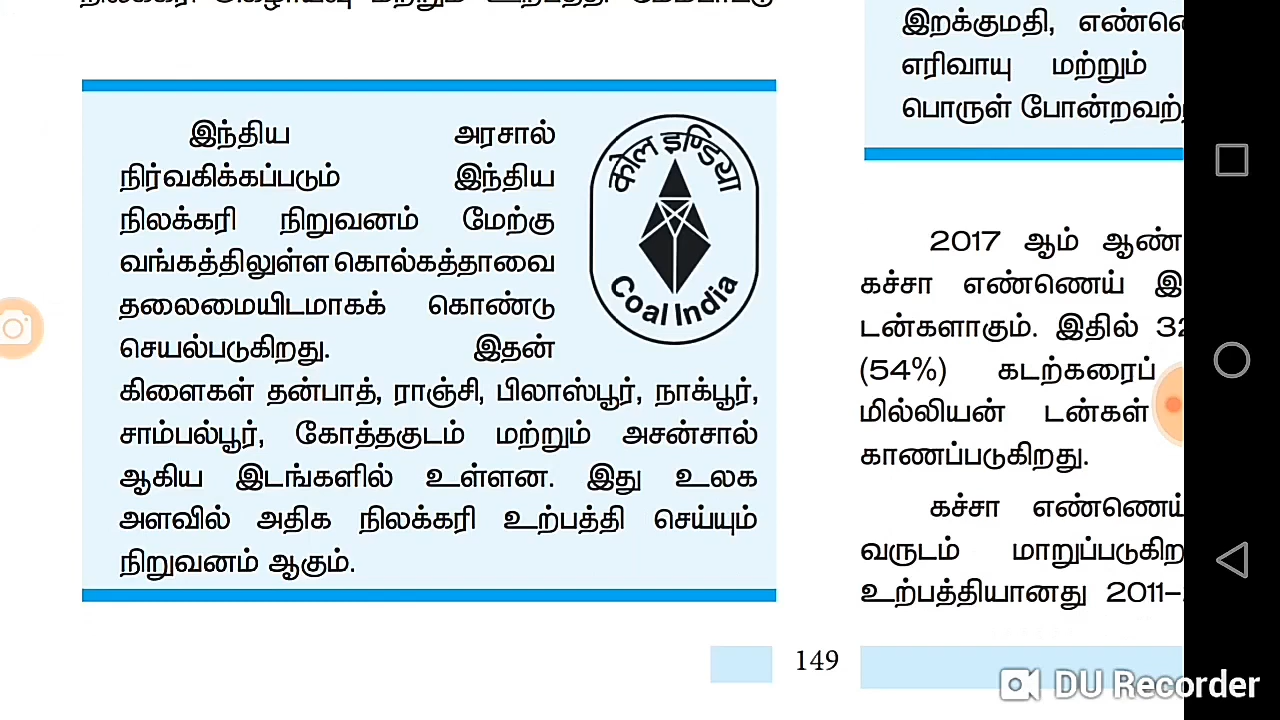 மற்றும்
இந்திய அரசால்
நிர்வகிக்கப்படும் இந்திய
நிலக்கரி நிறுவனம் மேற்கு
வங்கத்திலுள்ள கொல்கத்தாவை
தலைமையிடமாகக் கொண்டு
செயல்படுகிறது. இதன்
கிளைகள் தன்பாத், ராஞ்சி, பிலாஸ்பூர், நாக்பூர்,
சாம்பல்பூர், கோத்தகுடம் மற்றும் அசன்சால்
ஆகிய இடங்களில் உள்ளன. இது உலக
அளவில் அதிக நிலக்கரி உற்பத்தி செய்யும்
நிறுவனம் ஆகும்.
कोल इण्डिया
Coal India
இறக்குமதி,
எரிவாயு மற்றும்
பொருள்
2017 ஆம்
கச்சா எண்ணெய்
டன்களாகும். இதில்
(54%) கடற்கரைப்
மில்லியன் டன்கள்
காணப்படுகிறது.
கச்சா எண்ணெய்
வருடம்
உற்பத்தியானது 2011–
149
DU Recorder